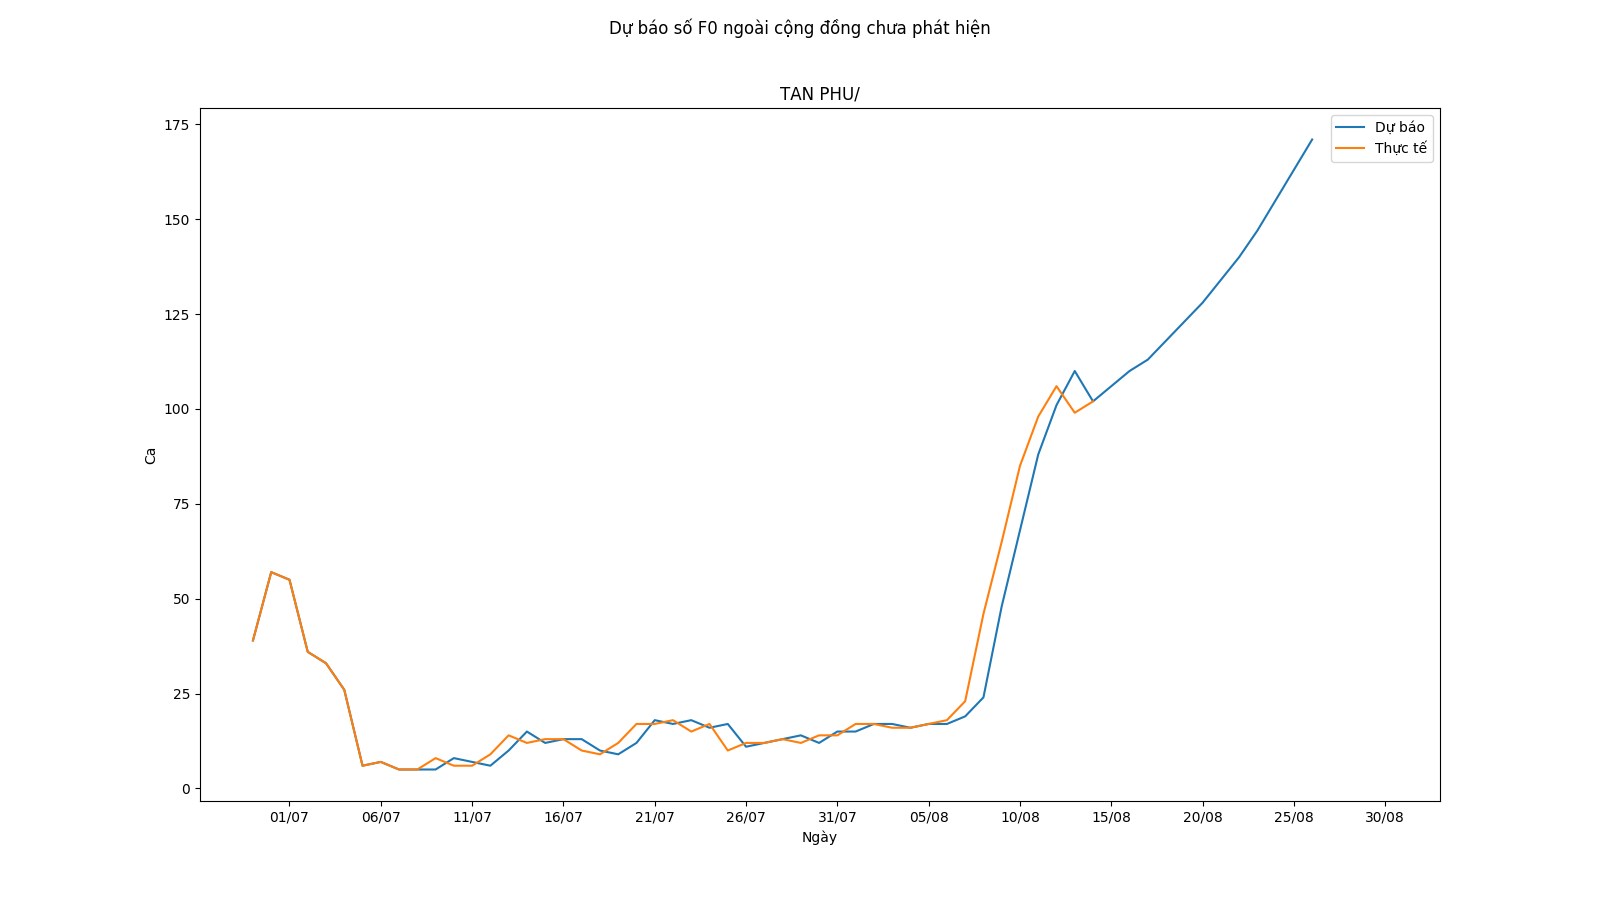 Dự báo số F0 ngoài cộng đồng chưa phát hiện
TAN PHU/
Dự báo
Thực tế
Ca
175
150
125
100
75
50
25
0
01/07 06/07 11/07 16/07 21/07 26/07 31/07 05/08 10/08 15/08 20/08 25/08 30/08
Ngày